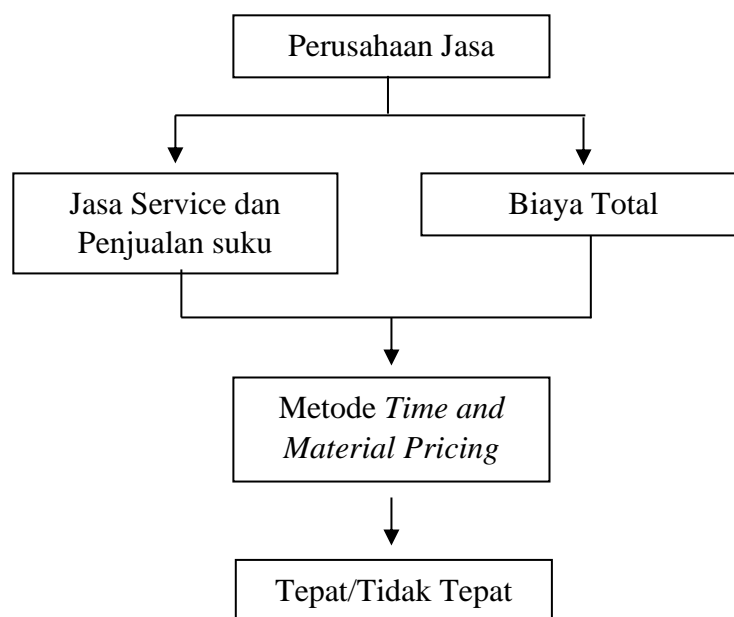 Perusahaan Jasa
Jasa Service dan
Penjualan suku
Biaya Total
Metode Time and
Material Pricing
Tepat/Tidak Tepat